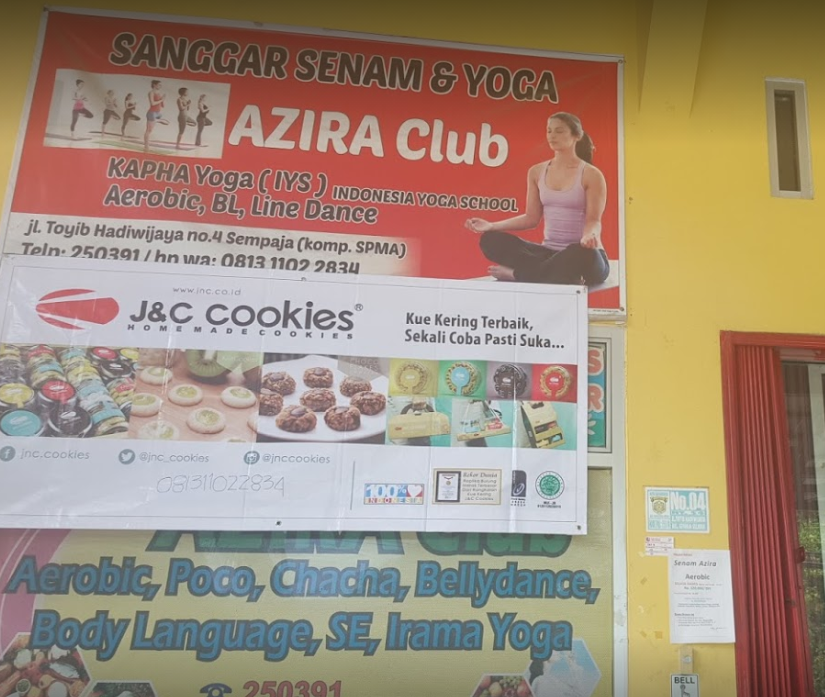 SANGGAR SENAM & YOGA
AZIRA Club
KAPHA Yoga ( IYS ) INDONESIA YOGA SCHOOL
Aerobic, BL, Line Dance
jl. Toyib Hadiwijaya no.4 Sempaja (komp. SPMA)
Telp: 250391 / hp wa: 0813 1102 2834
www.jnc.co.id
J&C COOKIES®
HOMEMADE COOKIES
Kue Kering Terbaik,
Sekali Coba Pasti Suka...
jnc.cookies @jnc_cookies @jnccookies
081311022834
100%
INDONESIA
AZIRA Club
Aerobic, Poco, Chacha, Bellydance,
Body Language, SE, Irama Yoga
250391
No.04
Senam Azira
Aerobic
BELL